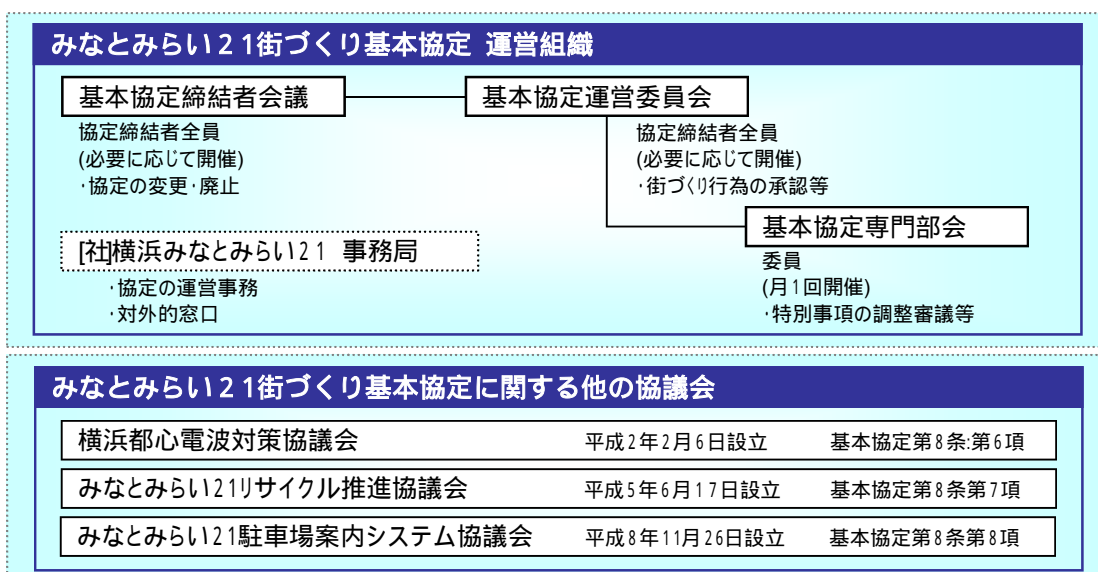 みなとみらい21街づくり基本協定 運営組織
基本協定締結者会議
協定締結者全員
(必要に応じて開催)
・協定の変更・廃止
基本協定運営委員会
協定締結者全員
(必要に応じて開催)
・街づくり行為の承認等
基本協定専門部会
委員
(月1回開催)
・特別事項の調整審議等
[社]横浜みなとみらい21 事務局
・協定の運営事務
・対外的窓口
みなとみらい21街づくり基本協定に関する他の協議会
横浜都心電波対策協議会 平成2年2月6日設立 基本協定第8条:第6項
みなとみらい21リサイクル推進協議会 平成5年6月17日設立 基本協定第8条第7項
みなとみらい21駐車場案内システム協議会 平成8年11月26日設立 基本協定第8条第8項